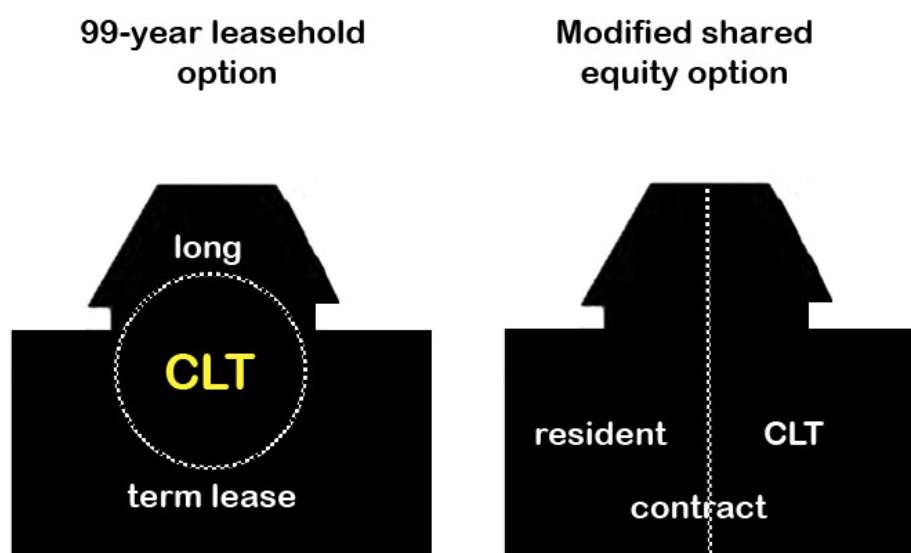 99-year leasehold
option
long
CLT
term lease
Modified shared
equity option
resident
CLT
contract